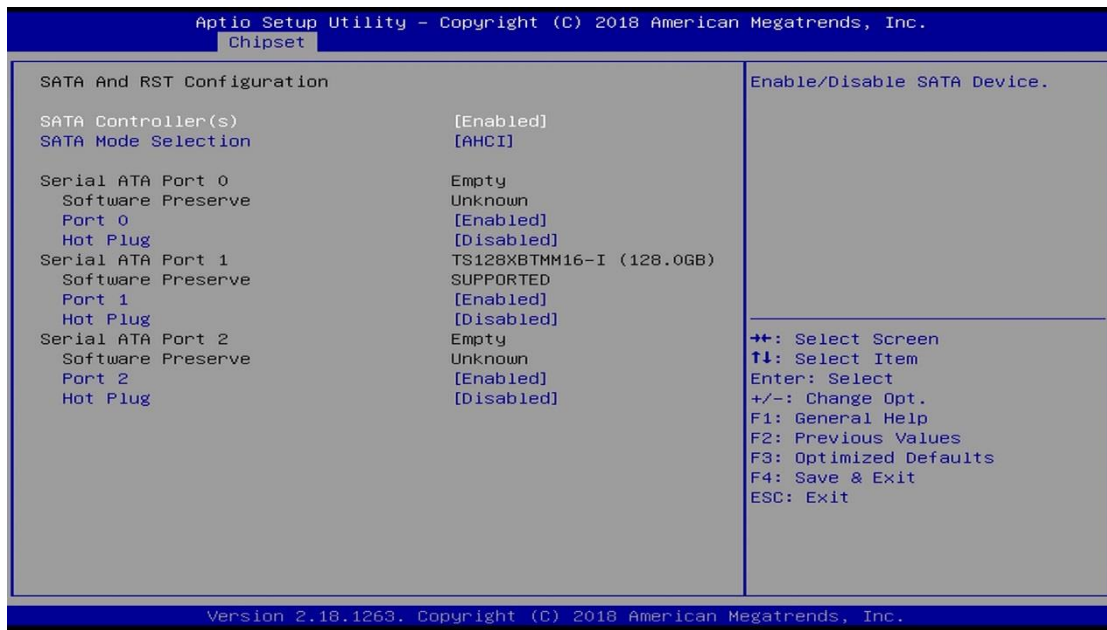 Aptio Setup Utility – Copyright (C) 2018 American Megatrends, Inc.
Chipset
SATA And RST Configuration
SATA Controller(s) [Enabled]
SATA Mode Selection [AHCI]
Serial ATA Port 0 Empty
Software Preserve Unknown
Port 0 [Enabled]
Hot Plug [Disabled]
Serial ATA Port 1 TS128XBTMM16-I (128.0GB)
Software Preserve SUPPORTED
Port 1 [Enabled]
Hot Plug [Disabled]
Serial ATA Port 2 Empty
Software Preserve Unknown
Port 2 [Enabled]
Hot Plug [Disabled]
Enable/Disable SATA Device.
→←: Select Screen
↑↓: Select Item
Enter: Select
+/-: Change Opt.
F1: General Help
F2: Previous Values
F3: Optimized Defaults
F4: Save & Exit
ESC: Exit
Version 2.18.1263. Copyright (C) 2018 American Megatrends, Inc.